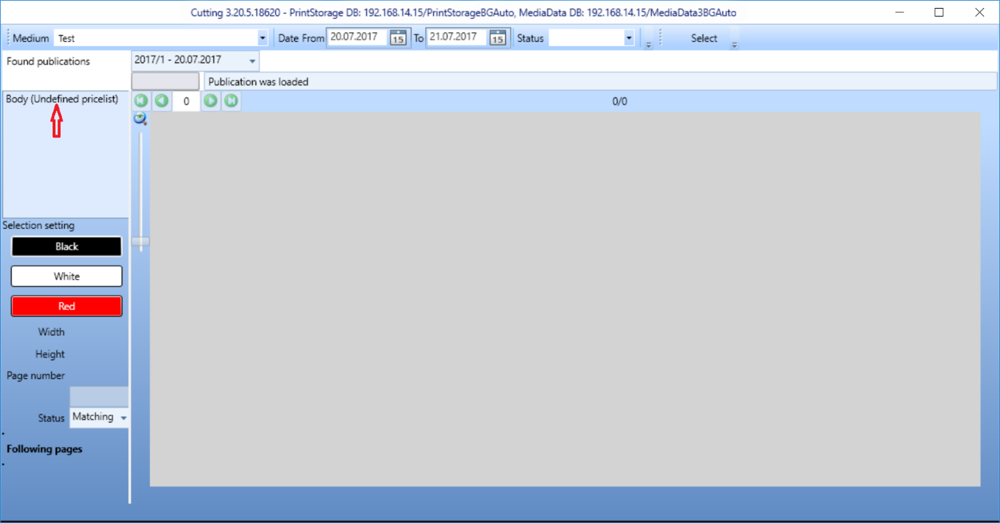 Cutting 3.20.5.18620 - PrintStorage DB: 192.168.14.15/PrintStorageBGAuto, MediaData DB: 192.168.14.15/MediaData3BGAuto
Medium Test Date From 20.07.2017 15 To 21.07.2017 15 Status Select
Found publications 2017/1 - 20.07.2017
Publication was loaded
Body (Undefined pricelist) 0 0/0
Selection setting
Black
White
Red
Width
Height
Page number
Status Matching
Following pages